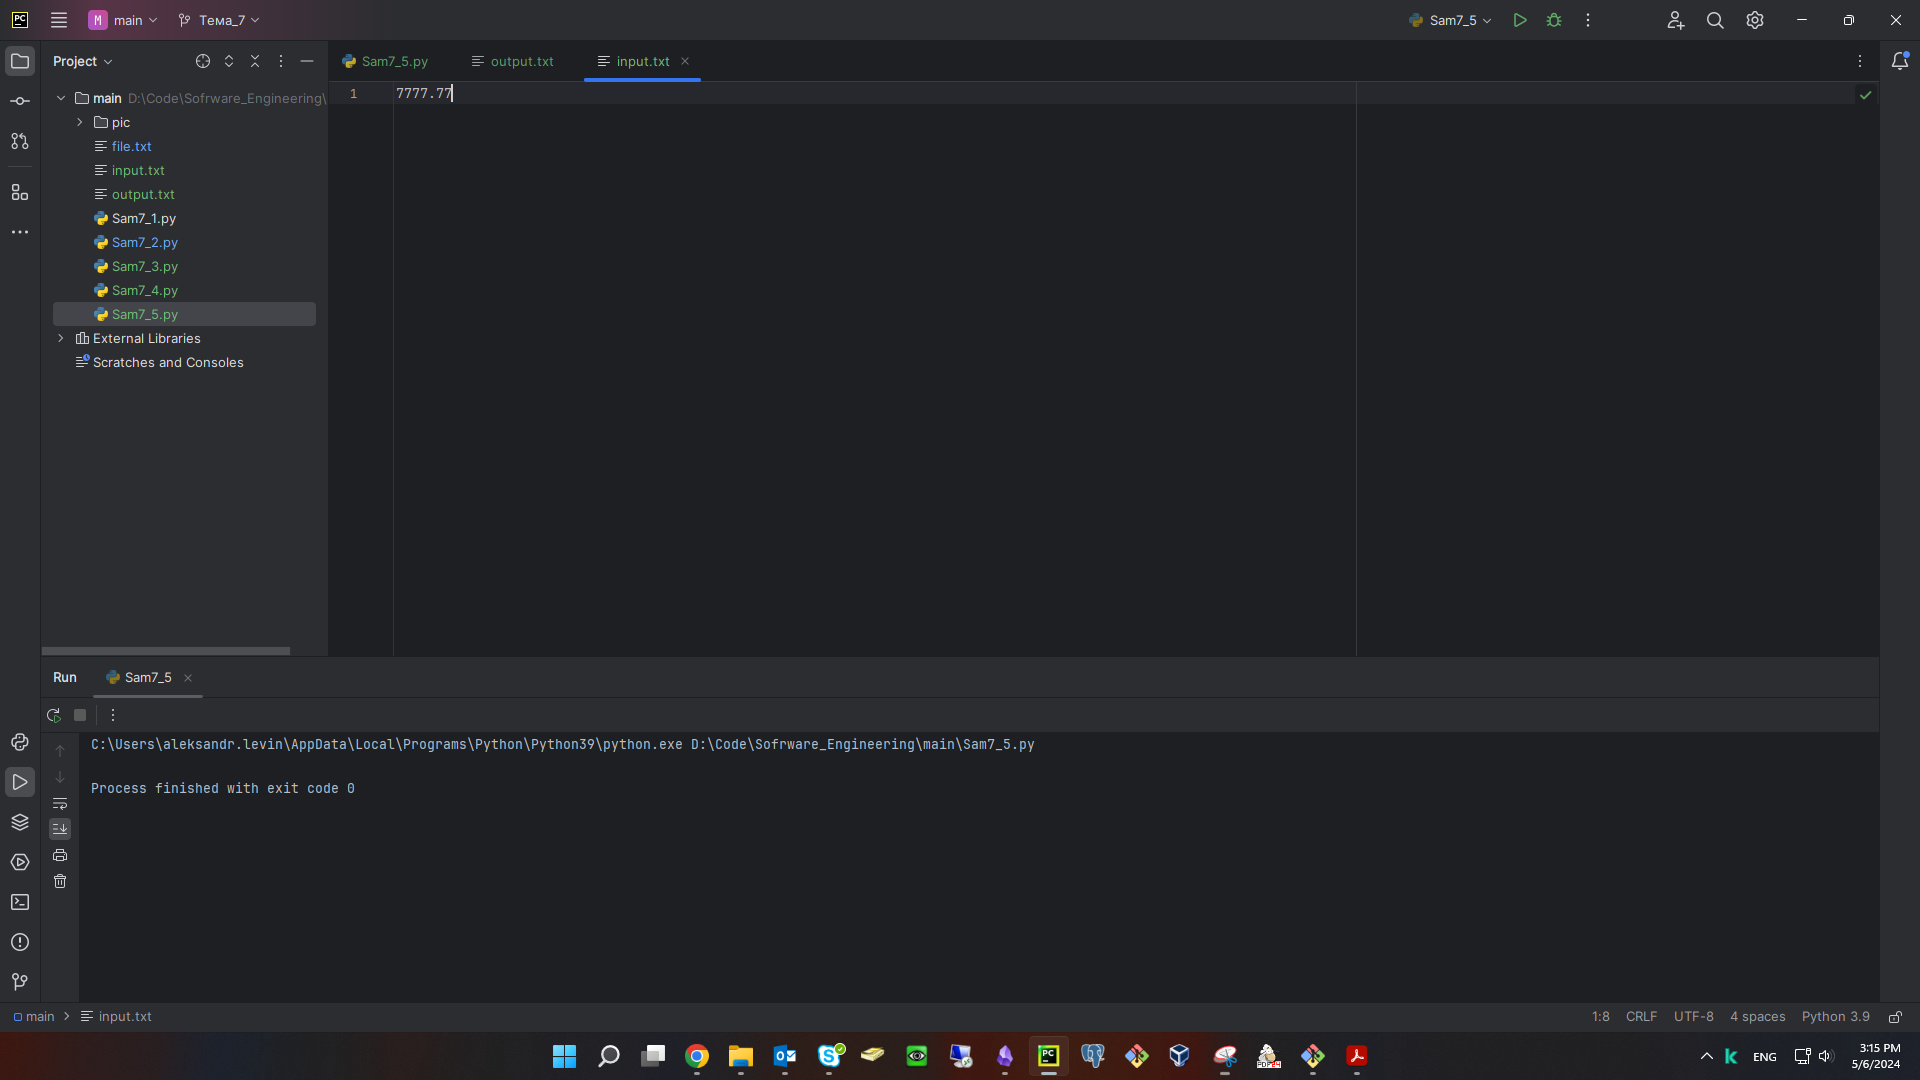 PC
M main Тема_7 Sam7_5
Project
Sam7_5.py output.txt input.txt
main D:\Code\Sofrware_Engineering\
pic
file.txt
input.txt
output.txt
Sam7_1.py
Sam7_2.py
Sam7_3.py
Sam7_4.py
Sam7_5.py
External Libraries
Scratches and Consoles
1 7777.77
Run Sam7_5
C:\Users\aleksandr.levin\AppData\Local\Programs\Python\Python39\python.exe D:\Code\Sofrware_Engineering\main\Sam7_5.py
Process finished with exit code 0
main input.txt
1:8 CRLF UTF-8 4 spaces Python 3.9
PC
ENG
3:15 PM
5/6/2024